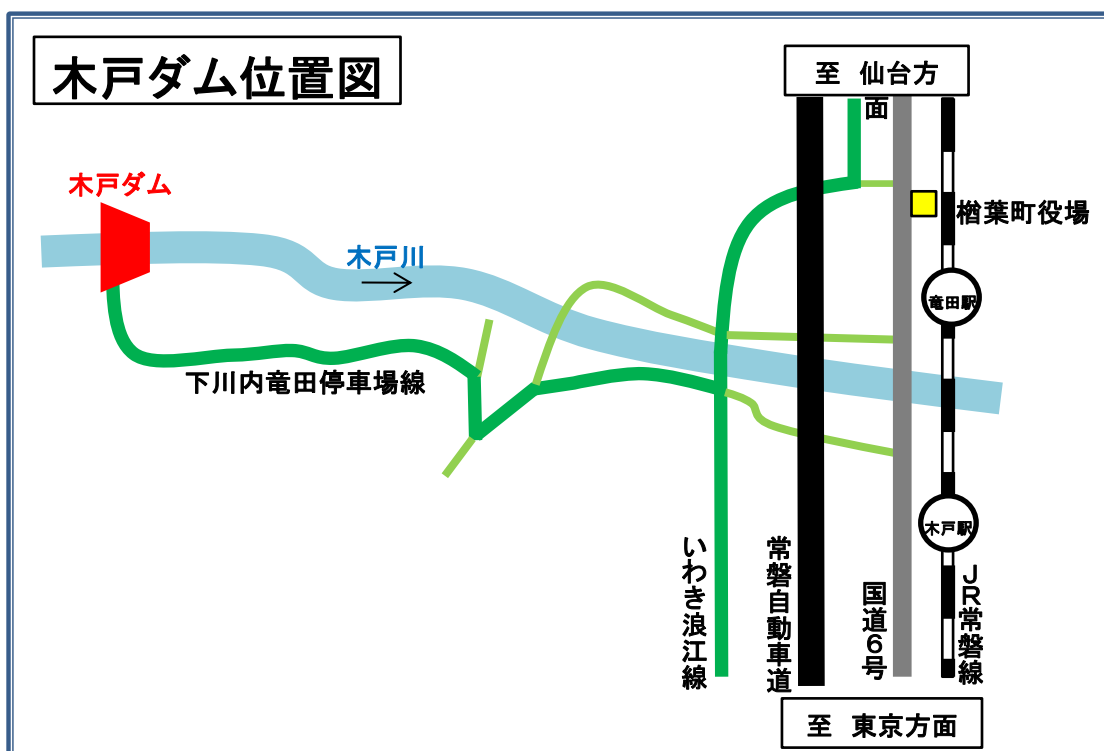 木戸ダム位置図
至 仙台方
面
木戸ダム
木戸川
楢葉町役場
竜田駅
下川内竜田停車場線
木戸駅
いわき浪江線
常磐自動車道
国道6号
JR常磐線
至 東京方面